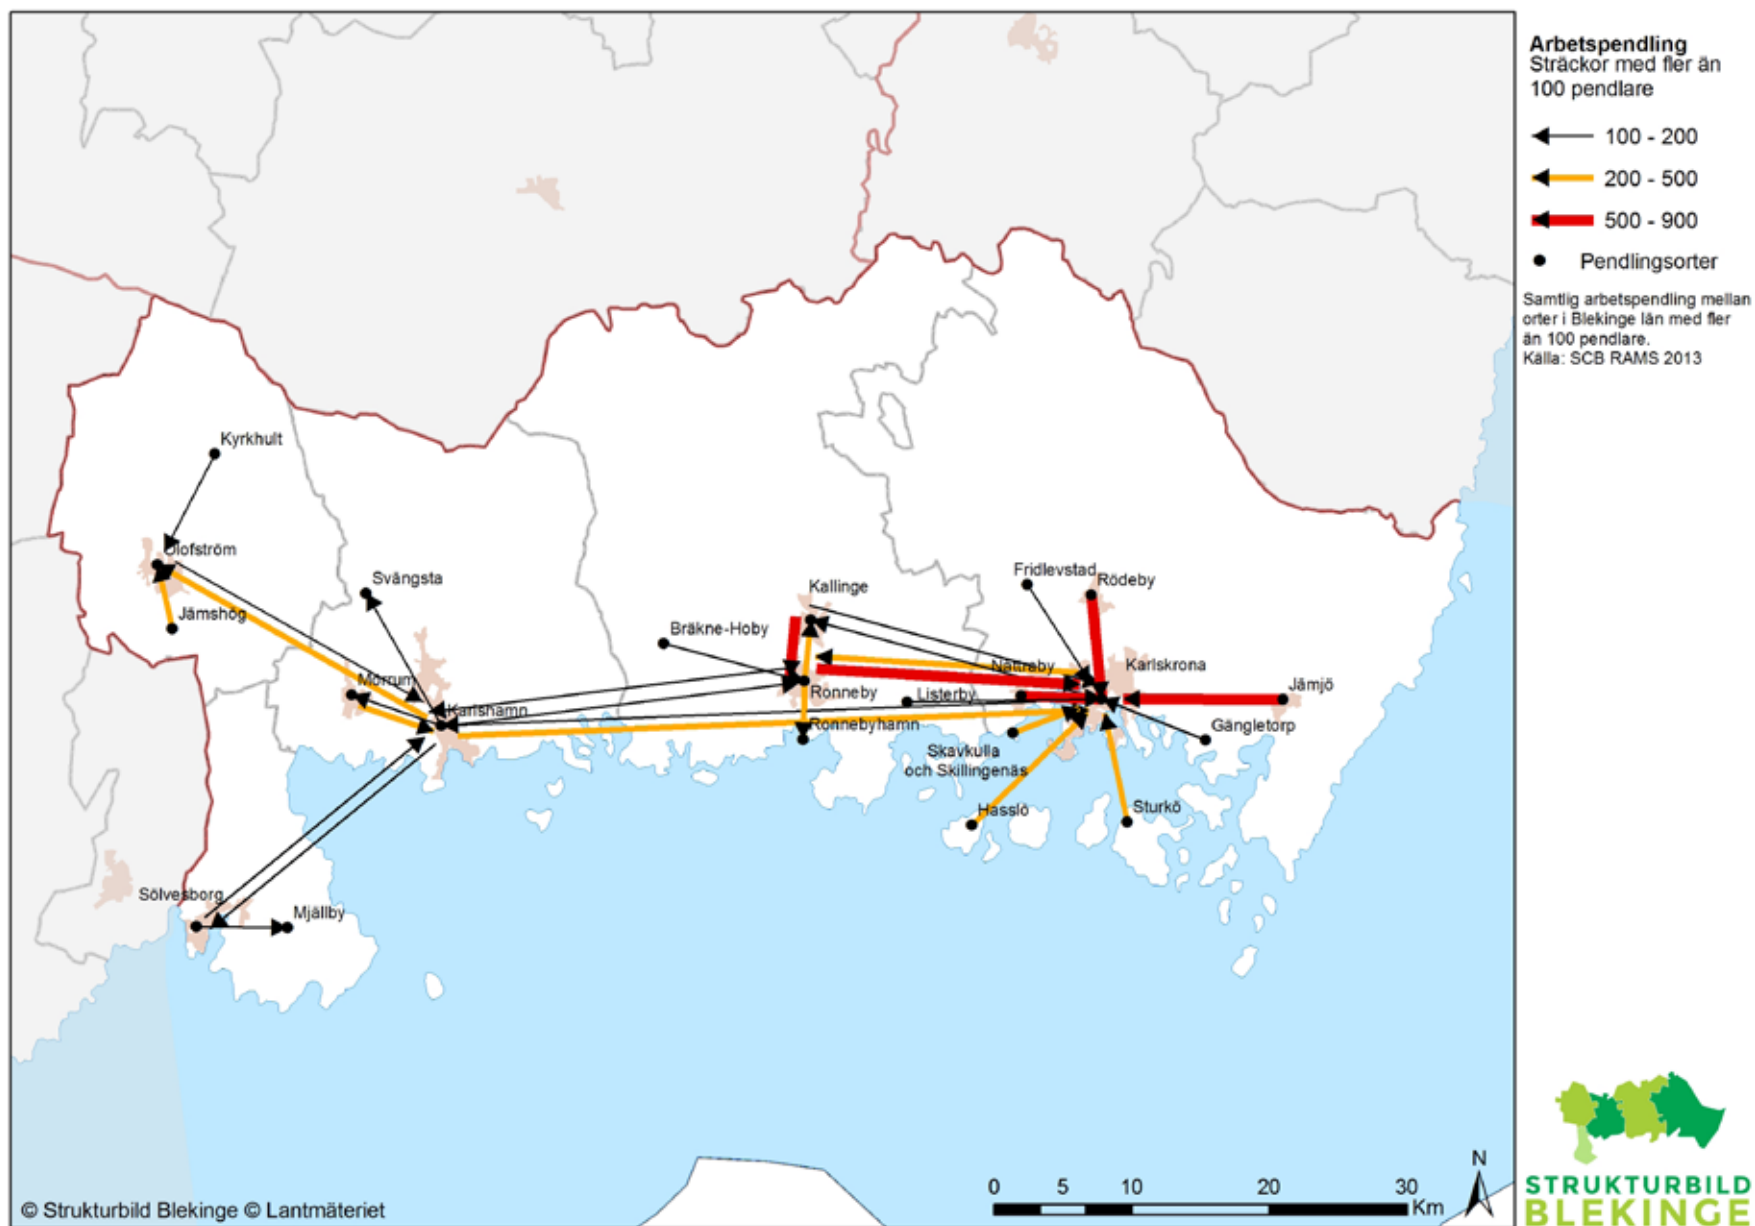 Arbetspendling
Sträckor med fler än
100 pendlare
100 - 200
200 - 500
500 - 900
Pendlingsorter
Samtlig arbetspendling mellan
orter i Blekinge län med fler
än 100 pendlare.
Källa: SCB RAMS 2013
Kyrkhult
Olofström
Svängsta
Jämshög
Kallinge
Fridlevstad
Rödeby
Bräkne-Hoby
Nättraby
Karlskrona
Mörrum
Ronneby
Listerby
Jämjö
Karlshamn
Ronnebyhamn
Gängletorp
Skavkulla
och Skillingenäs
Hasslö
Sturkö
Sölvesborg
Mjällby
N
0 5 10 20 30
Km
© Strukturbild Blekinge © Lantmäteriet
STRUKTURBILD
BLEKINGE